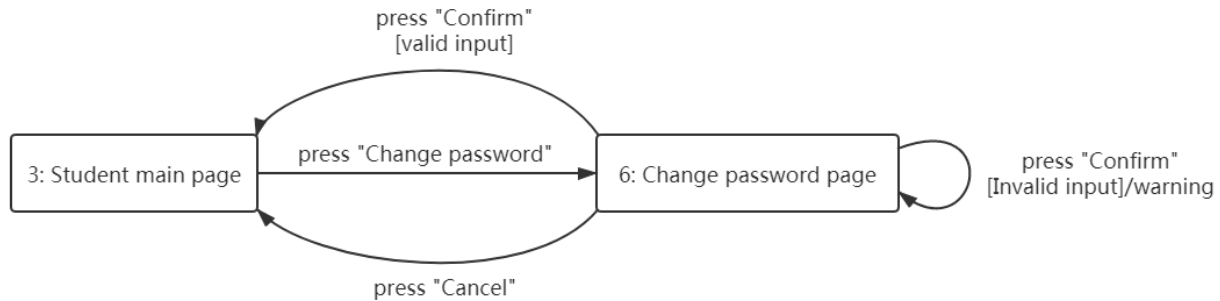 press "Confirm"
[valid input]
3: Student main page
press "Change password"
6: Change password page
press "Confirm"
[Invalid input]/warning
press "Cancel"